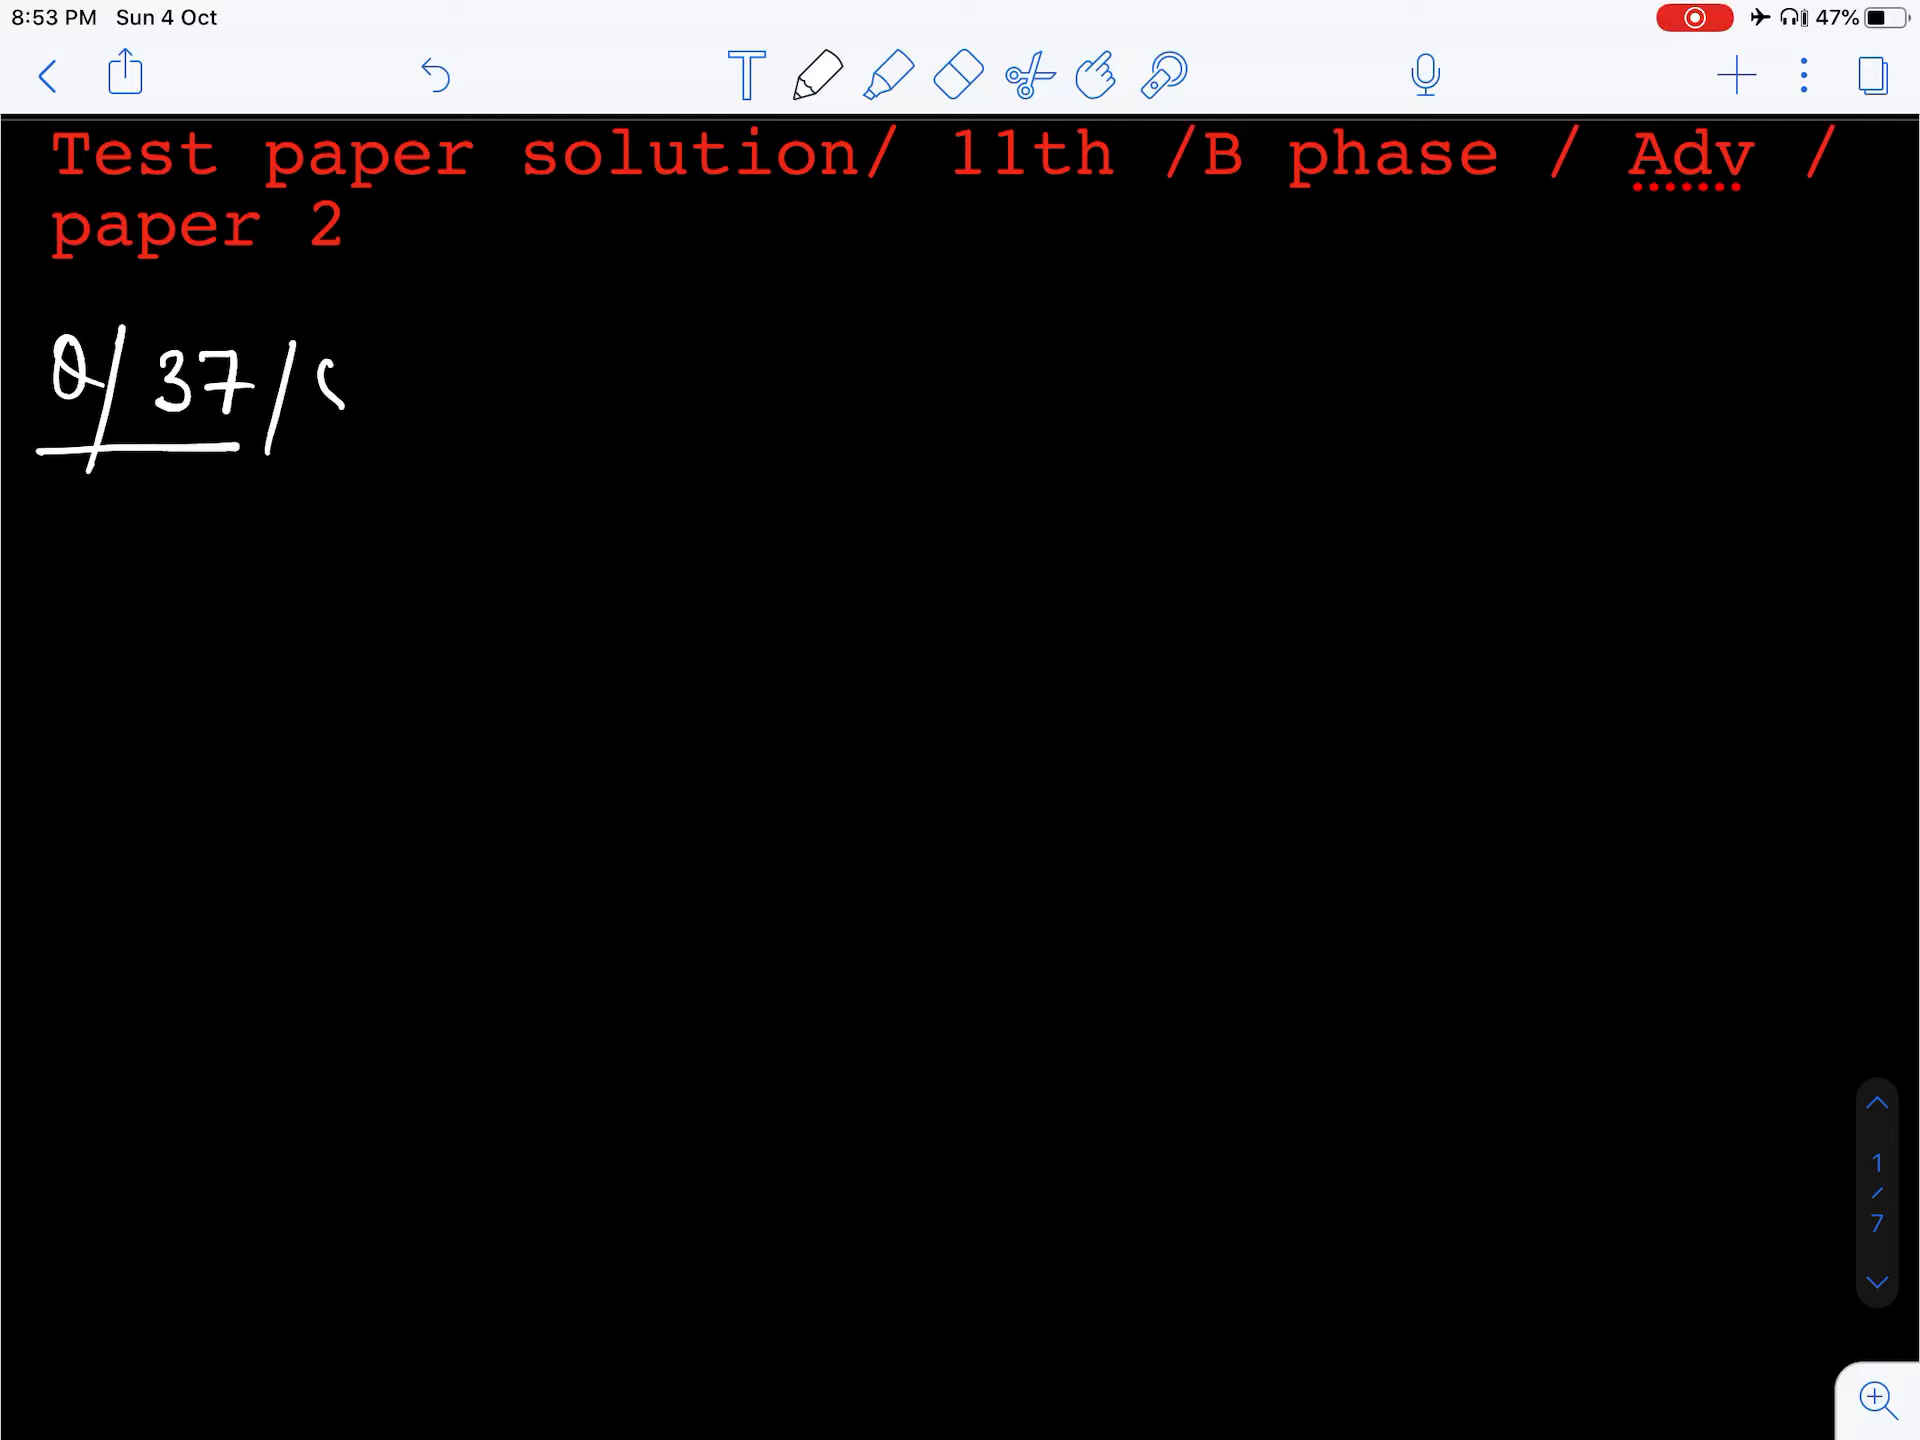 8:53 PM Sun 4 Oct
47%
Test paper solution/ 11th /B phase / Adv /
paper 2
Q/ 37 /
1
/
7